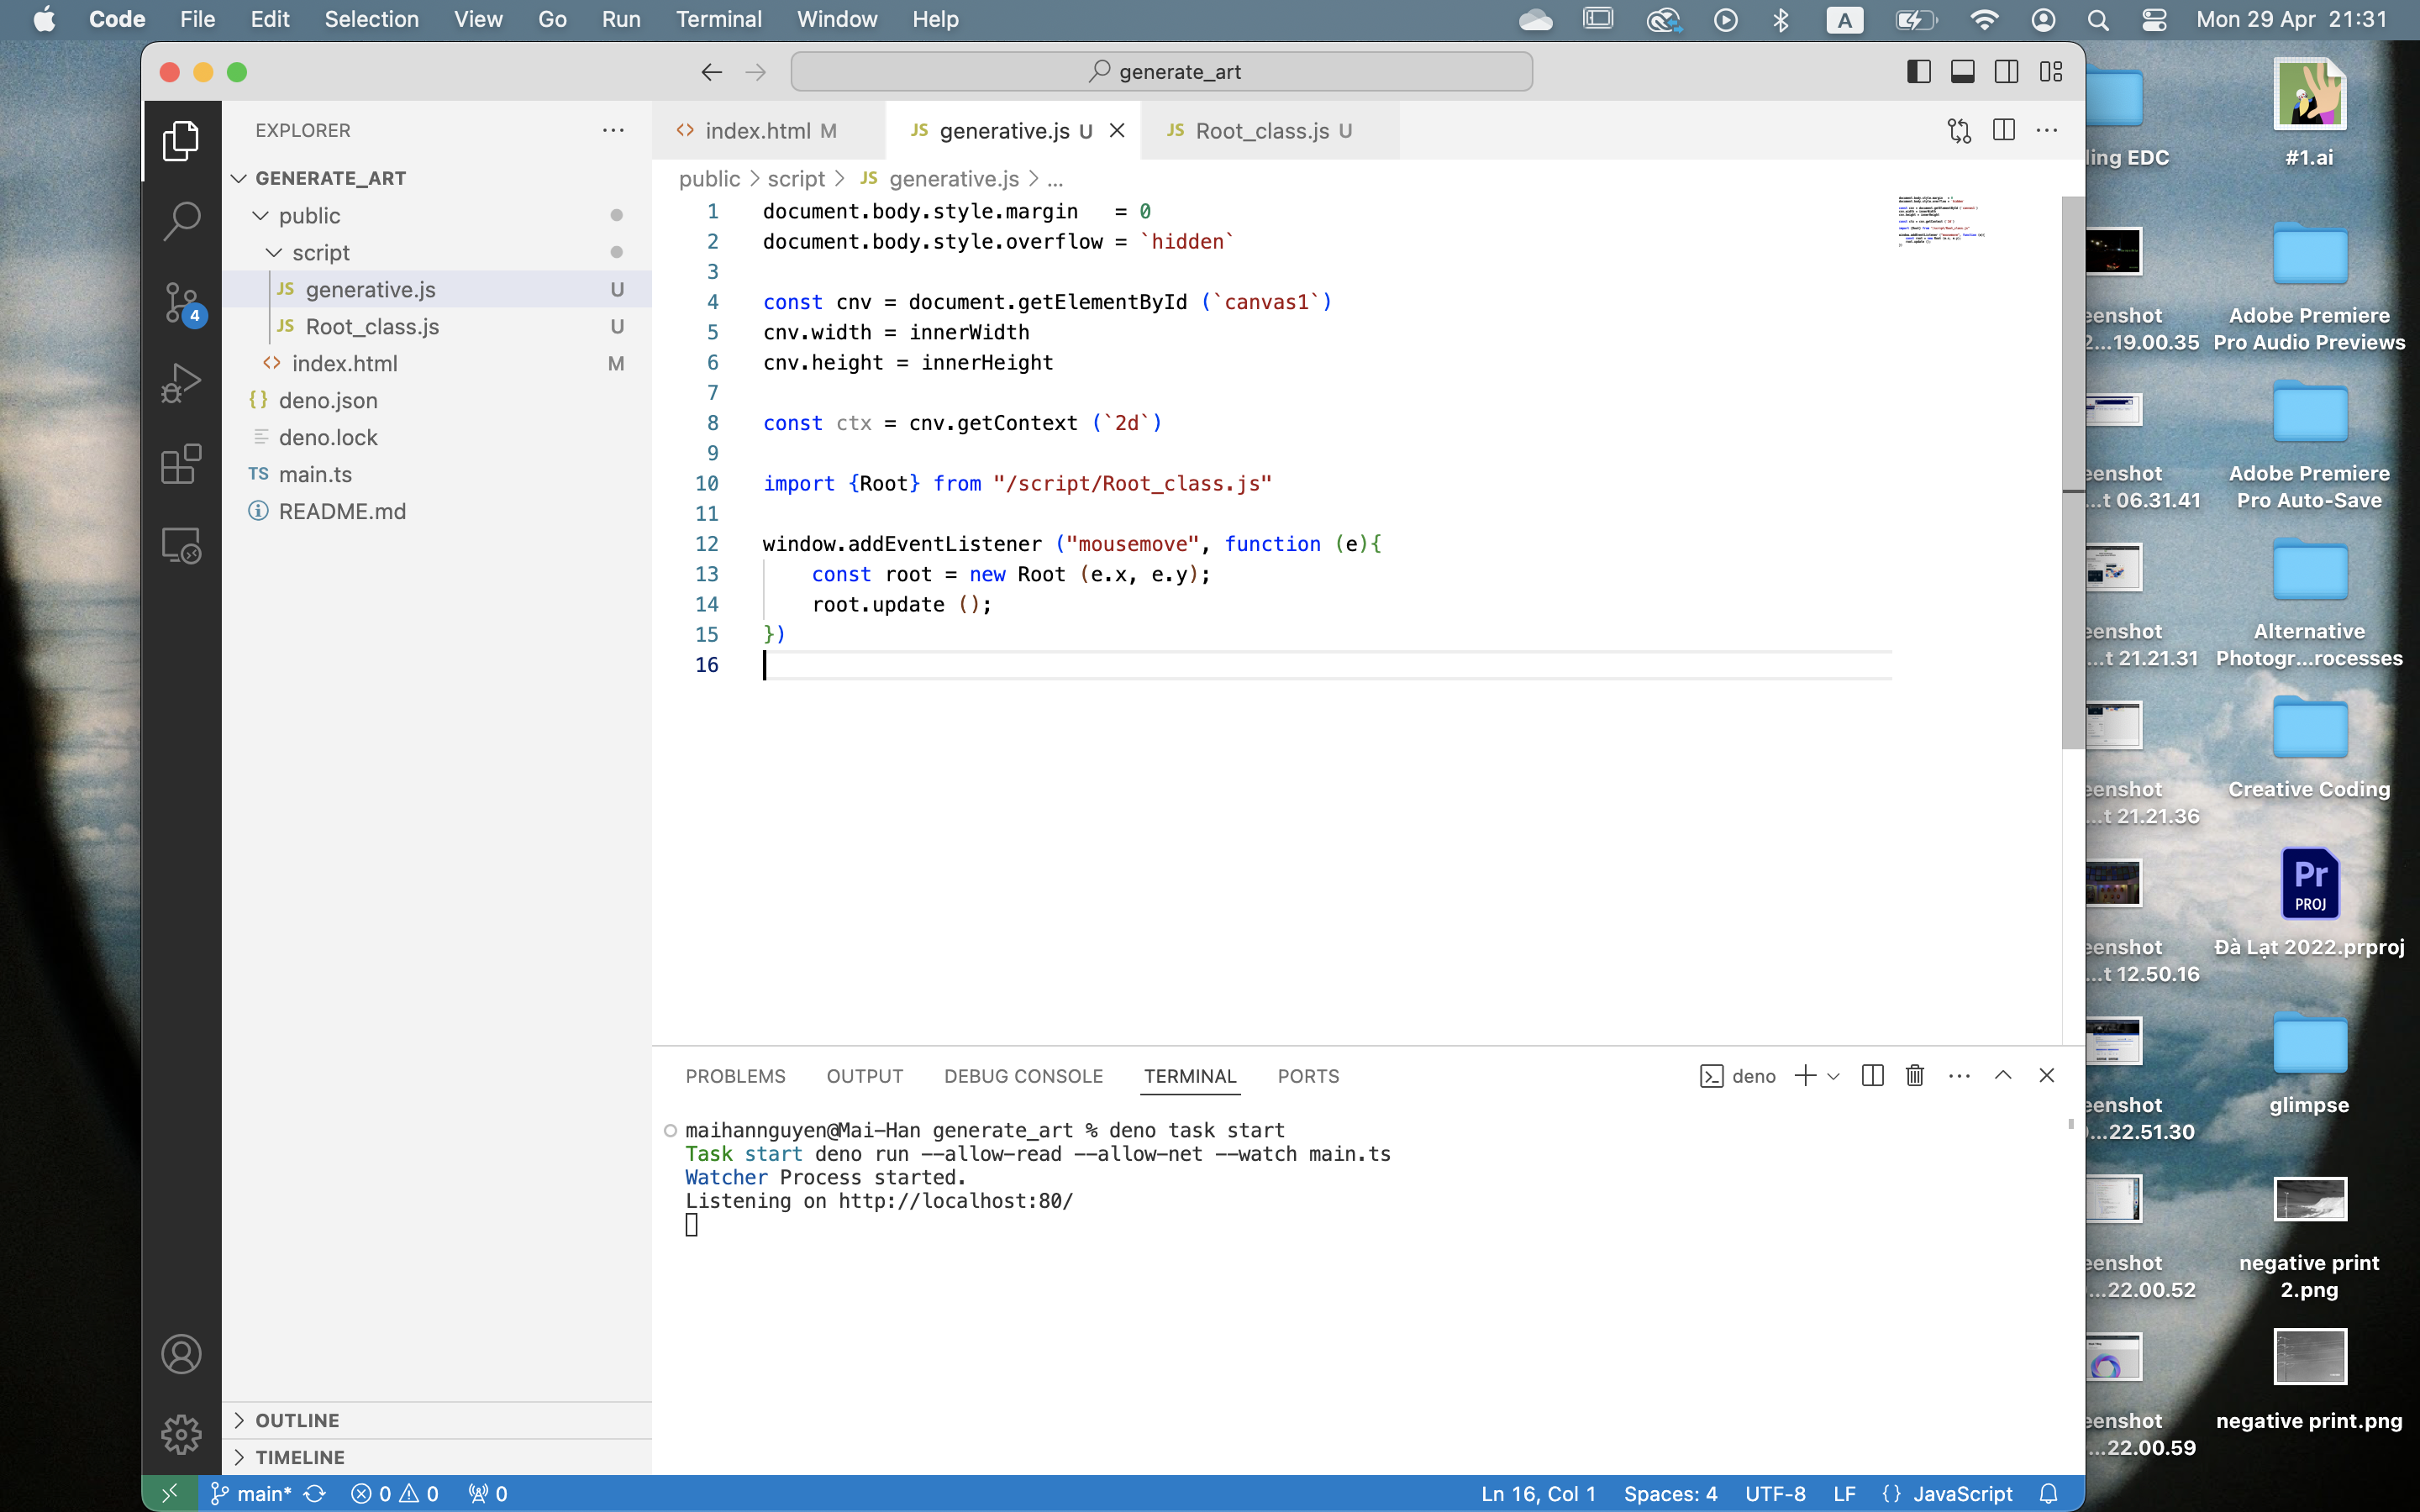 Code File Edit Selection View Go Run Terminal Window Help A Mon 29 Apr 21:31
generate_art
EXPLORER
GENERATE_ART
public
script
JS generative.js U
JS Root_class.js U
<> index.html M
{} deno.json
deno.lock
TS main.ts
README.md
4
OUTLINE
TIMELINE
<> index.html M JS generative.js U JS Root_class.js U
public > script > JS generative.js > ...
1 document.body.style.margin   = 0
2 document.body.style.overflow = `hidden`
3
4 const cnv = document.getElementById (`canvas1`)
5 cnv.width = innerWidth
6 cnv.height = innerHeight
7
8 const ctx = cnv.getContext (`2d`)
9
10 import {Root} from "/script/Root_class.js"
11
12 window.addEventListener ("mousemove", function (e){
13     const root = new Root (e.x, e.y);
14     root.update ();
15 })
16
PROBLEMS OUTPUT DEBUG CONSOLE TERMINAL PORTS deno
maihannguyen@Mai-Han generate_art % deno task start
Task start deno run --allow-read --allow-net --watch main.ts
Watcher Process started.
Listening on http://localhost:80/
main* 0 0 0 Ln 16, Col 1 Spaces: 4 UTF-8 LF {} JavaScript
ling EDC
#1.ai
eenshot
2...19.00.35
Adobe Premiere
Pro Audio Previews
eenshot
...t 06.31.41
Adobe Premiere
Pro Auto-Save
eenshot
...t 21.21.31
Alternative
Photogr...rocesses
eenshot
...t 21.21.36
Creative Coding
eenshot
...t 12.50.16
Pr
PROJ
Đà Lạt 2022.prproj
eenshot
...22.51.30
glimpse
eenshot
...22.00.52
negative print
2.png
eenshot
...22.00.59
negative print.png